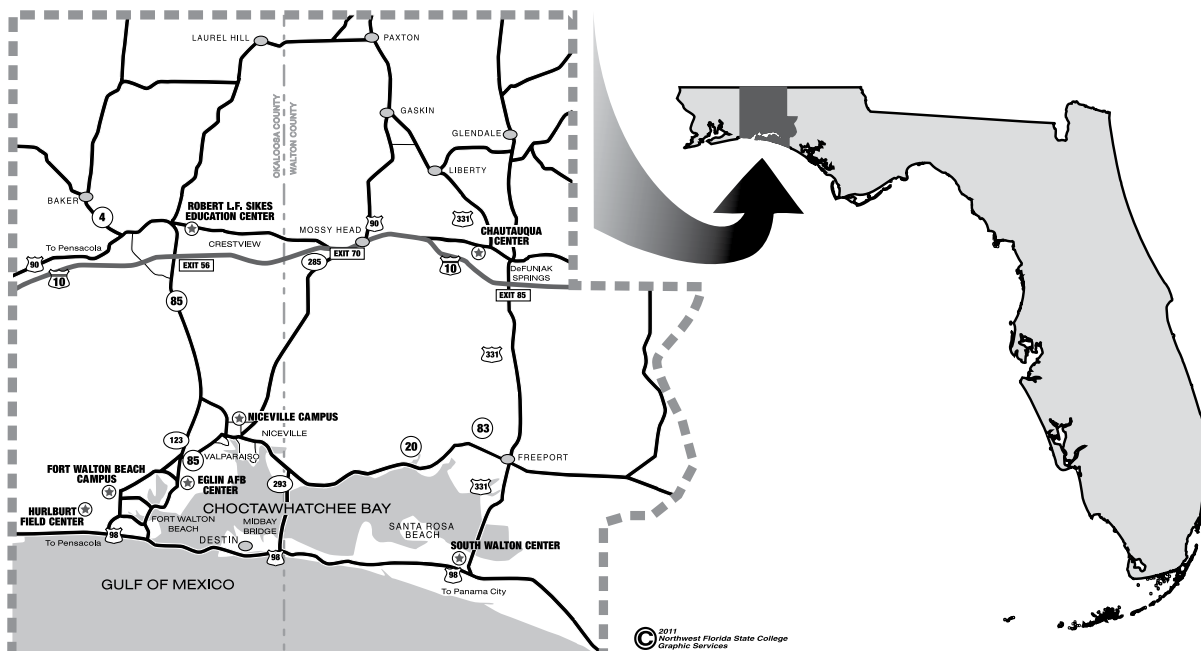 LAUREL HILL
PAXTON
GASKIN
OKALOOSA COUNTY
WALTON COUNTY
GLENDALE
LIBERTY
BAKER
4
ROBERT L.F. SIKES
EDUCATION CENTER
331
90
MOSSY HEAD
CHAUTAUQUA
CENTER
To Pensacola
CRESTVIEW
90
10
EXIT 56
EXIT 70
285
10
DeFUNIAK
SPRINGS
EXIT 85
85
331
NICEVILLE CAMPUS
NICEVILLE
83
123
20
85
VALPARAISO
FREEPORT
FORT WALTON BEACH
CAMPUS
EGLIN AFB
CENTER
293
331
HURLBURT
FIELD CENTER
CHOCTAWHATCHEE BAY
FORT WALTON
BEACH
MIDBAY
BRIDGE
SANTA ROSA
BEACH
98
To Pensacola
DESTIN
98
SOUTH WALTON CENTER
98
To Panama City
GULF OF MEXICO
© 2011
Northwest Florida State College
Graphic Services